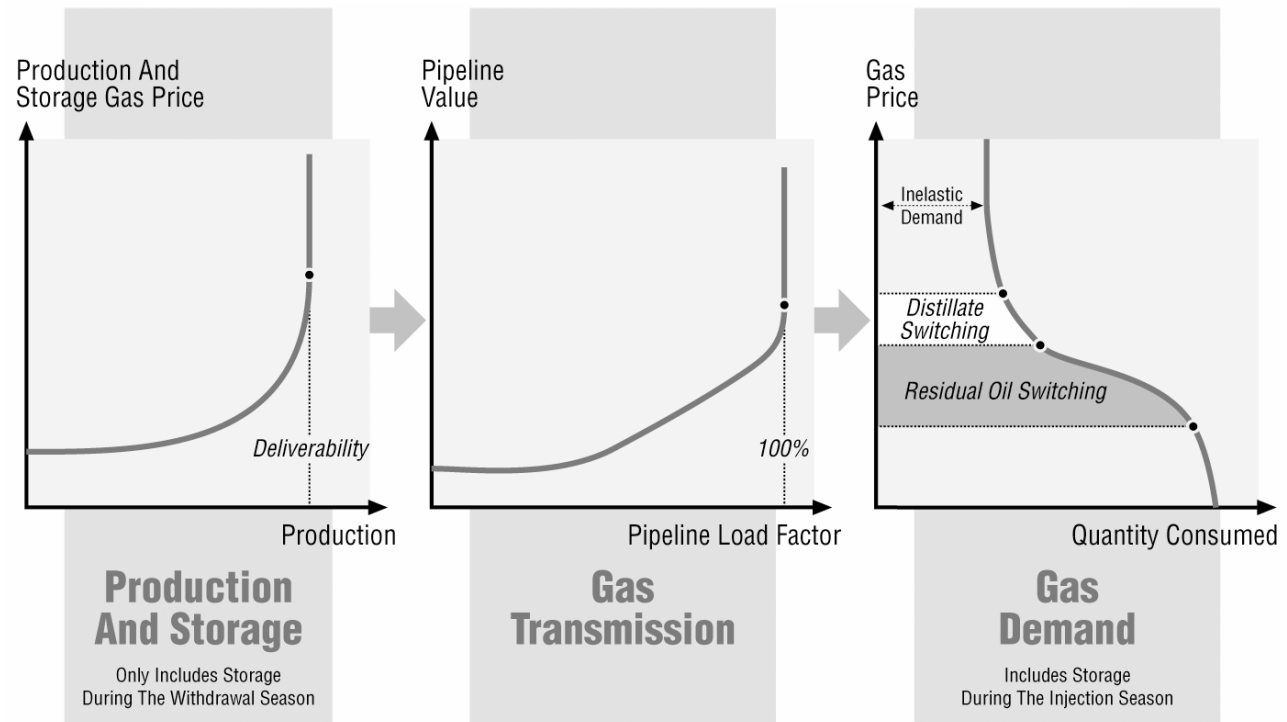 Production And
Storage Gas Price
Deliverability
Production
Production
And Storage
Only Includes Storage
During The Withdrawal Season
Pipeline
Value
100%
Pipeline Load Factor
Gas
Transmission
Gas
Price
Inelastic
Demand
Distillate
Switching
Residual Oil Switching
Quantity Consumed
Gas
Demand
Includes Storage
During The Injection Season